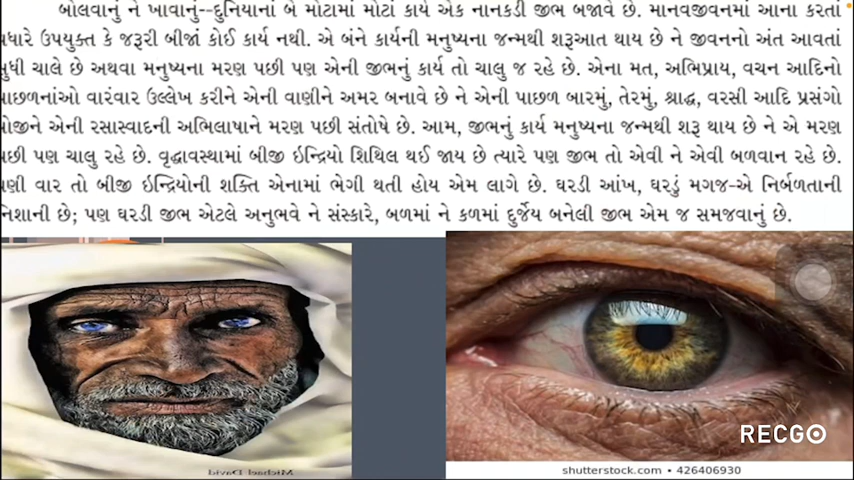 બોલવાનું ને ખાવાનું--દુનિયાનાં બે મોટામાં મોટાં કાર્ય એક નાનકડી જીભ બજાવે છે. માનવજીવનમાં આના કરતાં
વધારે ઉપયુક્ત કે જરૂરી બીજાં કોઈ કાર્ય નથી. એ બંને કાર્યની મનુષ્યના જન્મથી શરૂઆત થાય છે ને જીવનનો અંત આવતાં
સુધી ચાલે છે અથવા મનુષ્યના મરણ પછી પણ એની જીભનું કાર્ય તો ચાલુ જ રહે છે. એના મત, અભિપ્રાય, વચન આદિનો
પાછળનાંઓ વારંવાર ઉલ્લેખ કરીને એની વાણીને અમર બનાવે છે ને એની પાછળ બારમું, તેરમું, શ્રાદ્ધ, વરસી આદિ પ્રસંગો
યોજીને એની રસાસ્વાદની અભિલાષાને મરણ પછી સંતોષે છે. આમ, જીભનું કાર્ય મનુષ્યના જન્મથી શરૂ થાય છે ને એ મરણ
પછી પણ ચાલુ રહે છે. વૃદ્ધાવસ્થામાં બીજી ઇન્દ્રિયો શિથિલ થઈ જાય છે ત્યારે પણ જીભ તો એવી ને એવી બળવાન રહે છે.
ઘણી વાર તો બીજી ઇન્દ્રિયોની શક્તિ એનામાં ભેગી થતી હોય એમ લાગે છે. ઘરડી આંખ, ઘરડું મગજ-એ નિર્બળતાની
નિશાની છે; પણ ઘરડી જીભ એટલે અનુભવે ને સંસ્કારે, બળમાં ને કળમાં દુર્જેય બનેલી જીભ એમ જ સમજવાનું છે.
RECGO
Michael David
shutterstock.com • 426406930